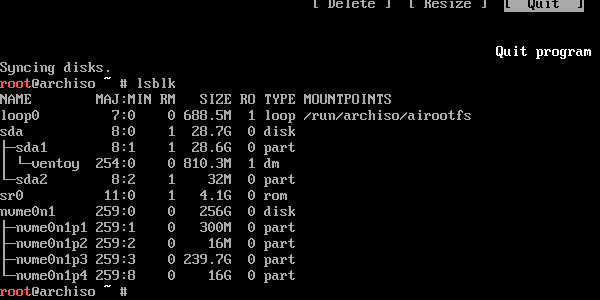 [ Delete ] [ Resize ] [ Quit ]
Quit program
Syncing disks.
root@archiso ~ # lsblk
NAME        MAJ:MIN RM   SIZE RO TYPE MOUNTPOINTS
loop0         7:0    0 688.5M  1 loop /run/archiso/airootfs
sda           8:0    1  28.7G  0 disk
├─sda1        8:1    1  28.6G  0 part
│ └─ventoy  254:0    0 810.3M  1 dm
└─sda2        8:2    1    32M  0 part
sr0          11:0    1   4.1G  0 rom
nvme0n1     259:0    0   256G  0 disk
├─nvme0n1p1 259:1    0   300M  0 part
├─nvme0n1p2 259:2    0    16M  0 part
├─nvme0n1p3 259:3    0 239.7G  0 part
└─nvme0n1p4 259:8    0    16G  0 part
root@archiso ~ #